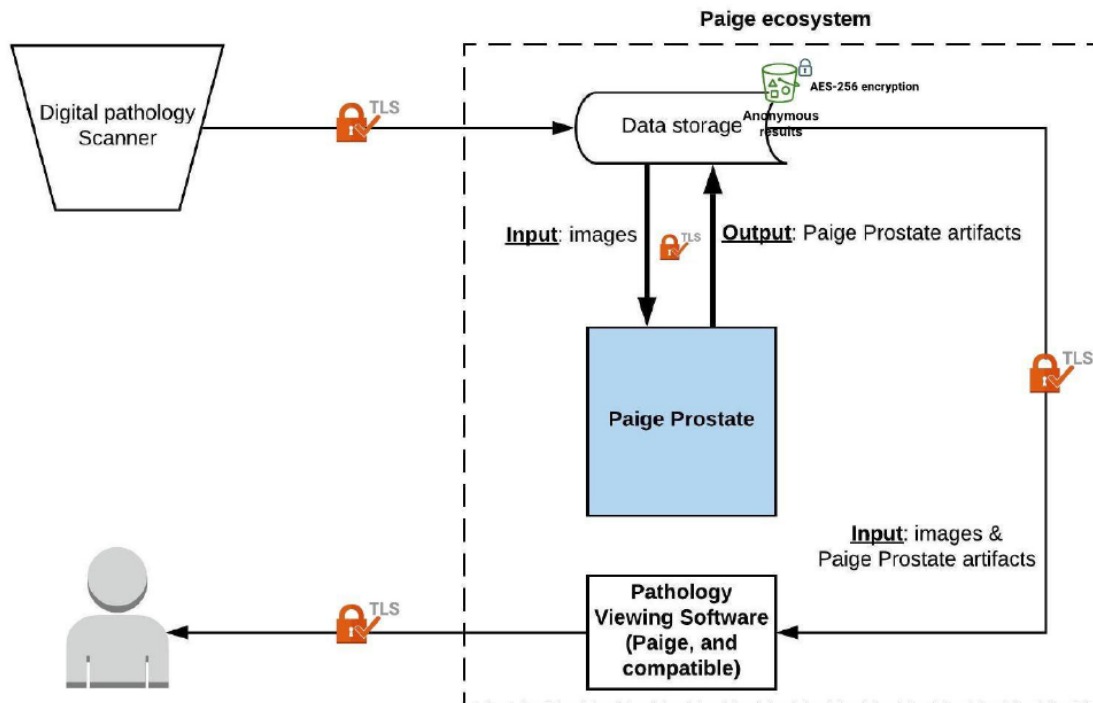 Paige ecosystem
Digital pathology
Scanner
TLS
Data storage
AES-256 encryption
Anonymous
results
Input: images
TLS
Output: Paige Prostate artifacts
Paige Prostate
TLS
Input: images &
Paige Prostate artifacts
Pathology
Viewing Software
(Paige, and
compatible)
TLS